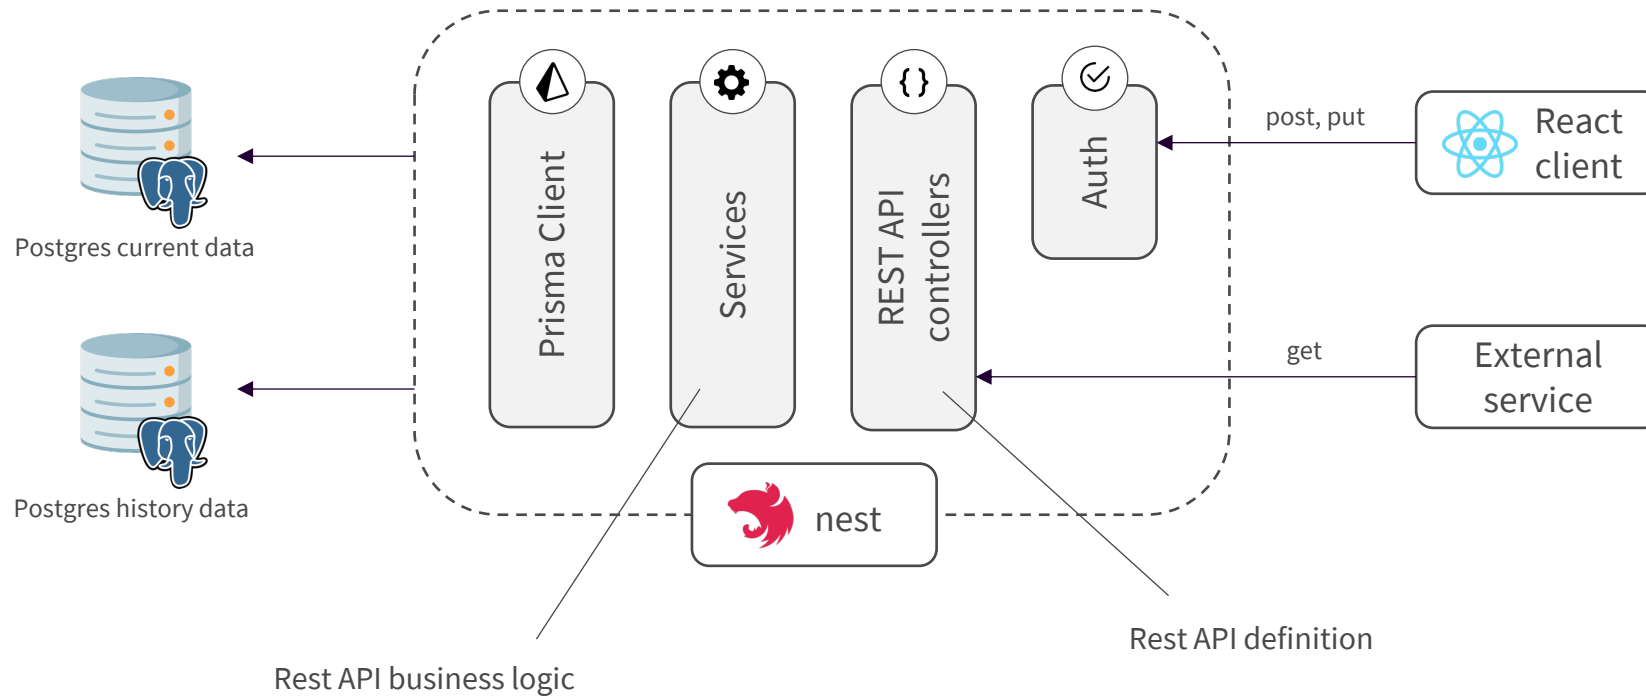 Postgres current data
Postgres history data
Prisma Client
Services
REST API
controllers
Auth
post, put
React
client
get
External
service
nest
Rest API business logic
Rest API definition